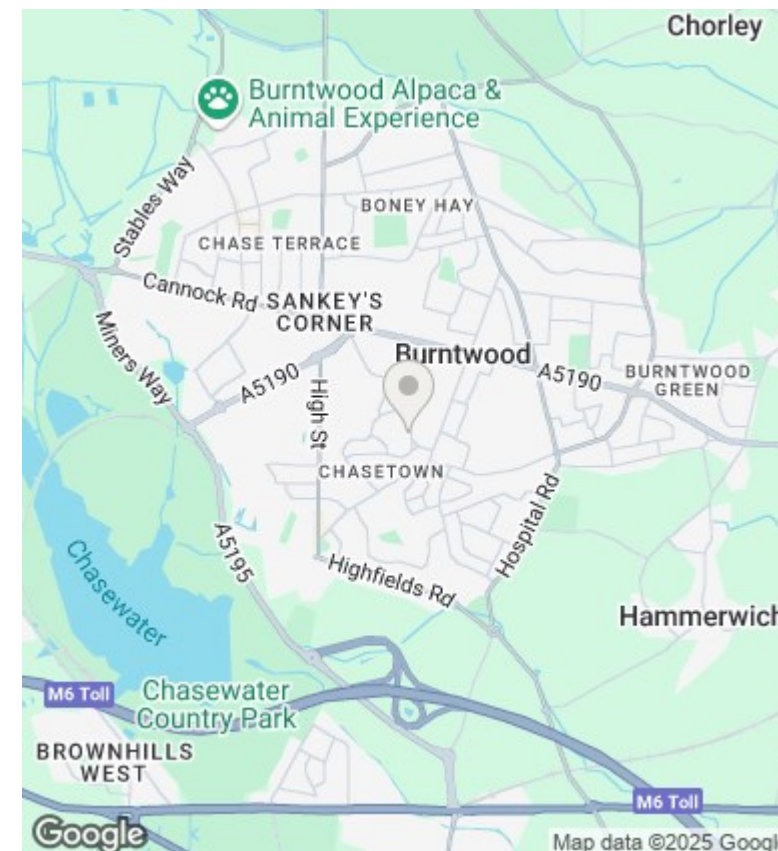 Chorley
Burntwood Alpaca &
Animal Experience
Stables Way
BONEY HAY
CHASE TERRACE
Cannock Rd
SANKEY'S
CORNER
Miners Way
Burntwood
A5190
A5190
BURNTWOOD
GREEN
High St
CHASETOWN
Hospital Rd
A5195
Chasewater
Highfields Rd
Hammerwich
M6 Toll
Chasewater
Country Park
BROWNHILLS
WEST
M6 Toll
Google
Map data ©2025 Googl